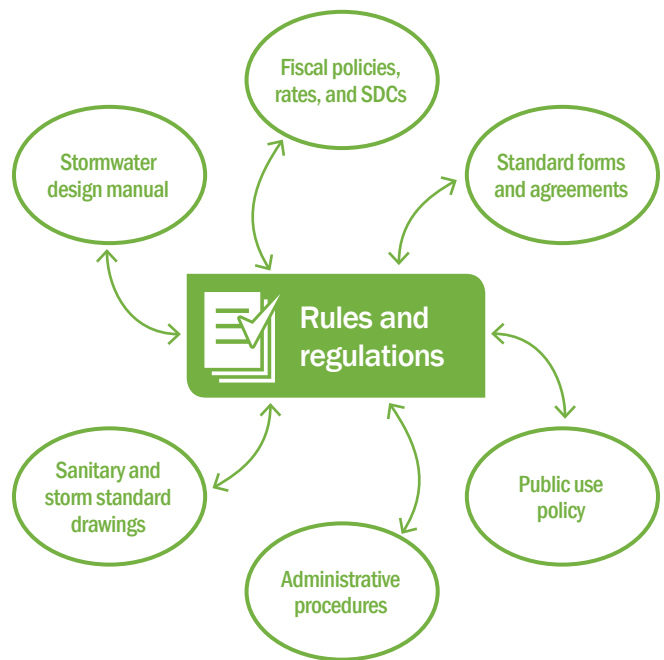 Fiscal policies,
rates, and SDCs
Stormwater
design manual
Standard forms
and agreements
Rules and
regulations
Sanitary and
storm standard
drawings
Public use
policy
Administrative
procedures